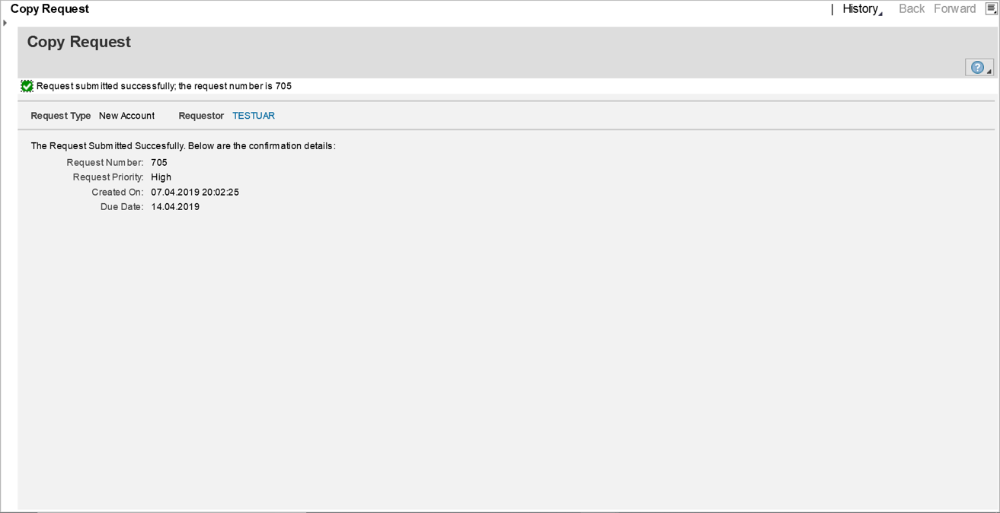 Copy Request | History Back Forward
Copy Request
?
Request submitted successfully; the request number is 705
Request Type New Account Requestor TESTUAR
The Request Submitted Succesfully. Below are the confirmation details:
Request Number: 705
Request Priority: High
Created On: 07.04.2019 20:02:25
Due Date: 14.04.2019